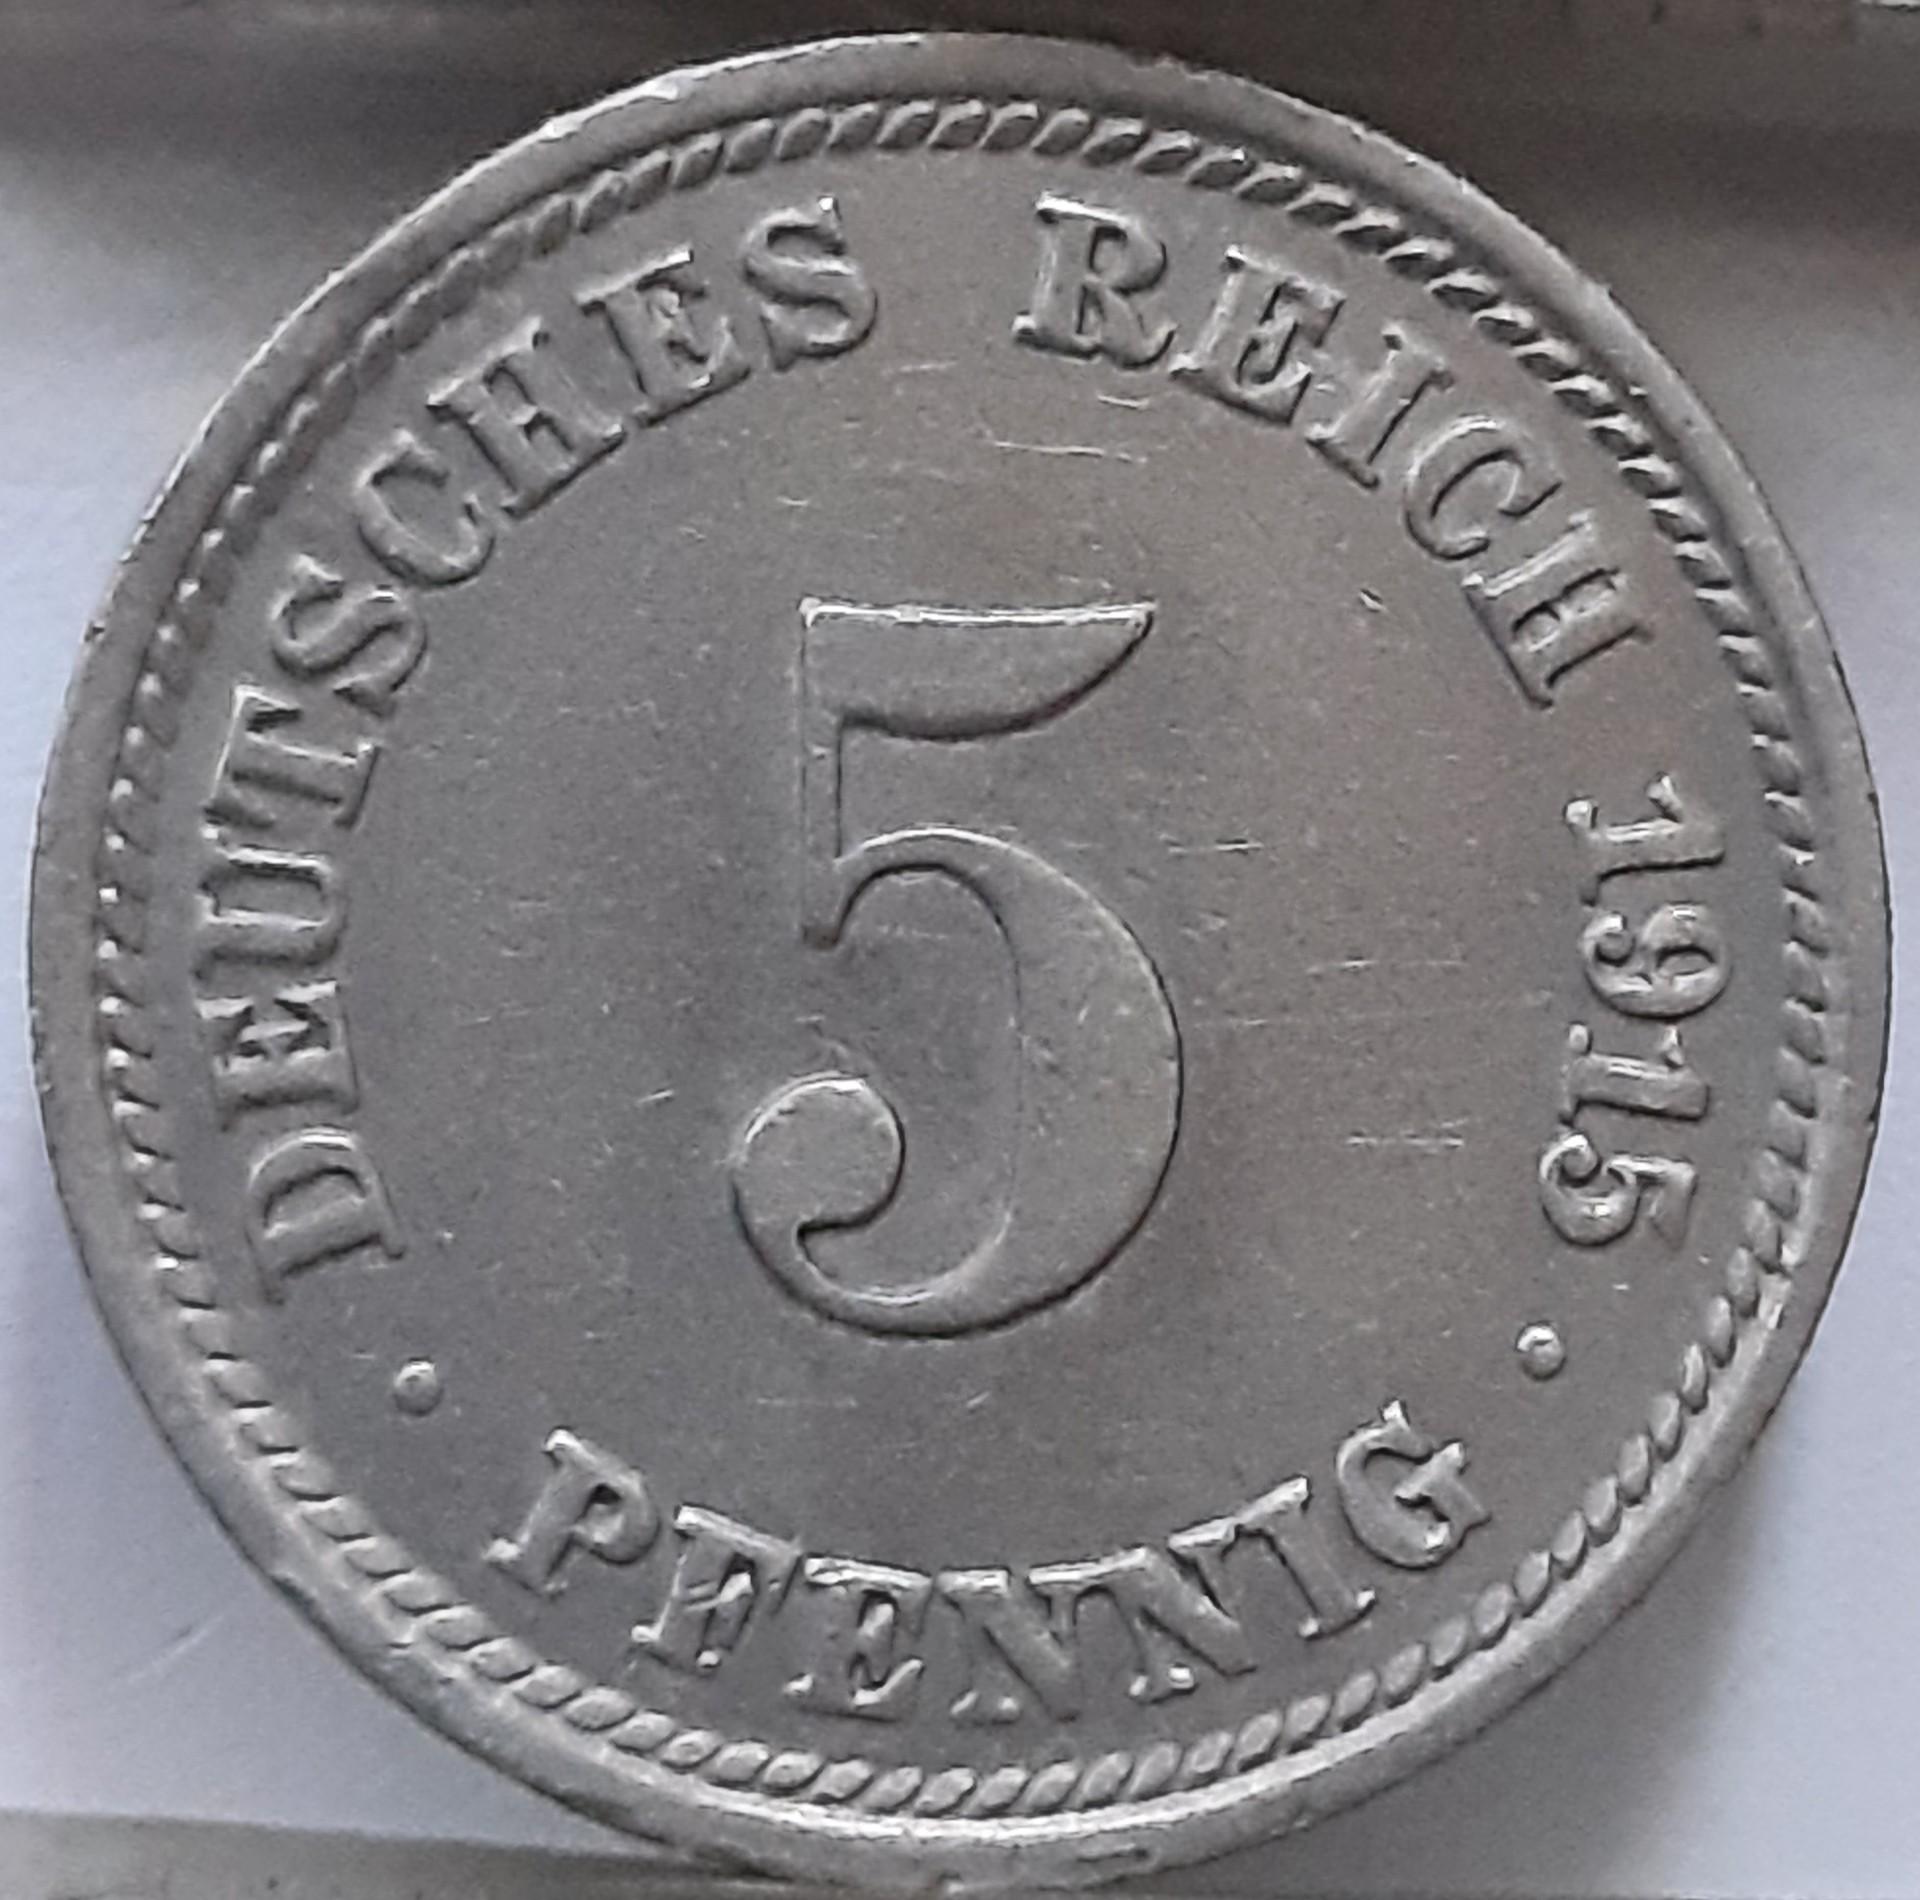 DEUTSCHES REICH 1915
5
· PFENNIG ·